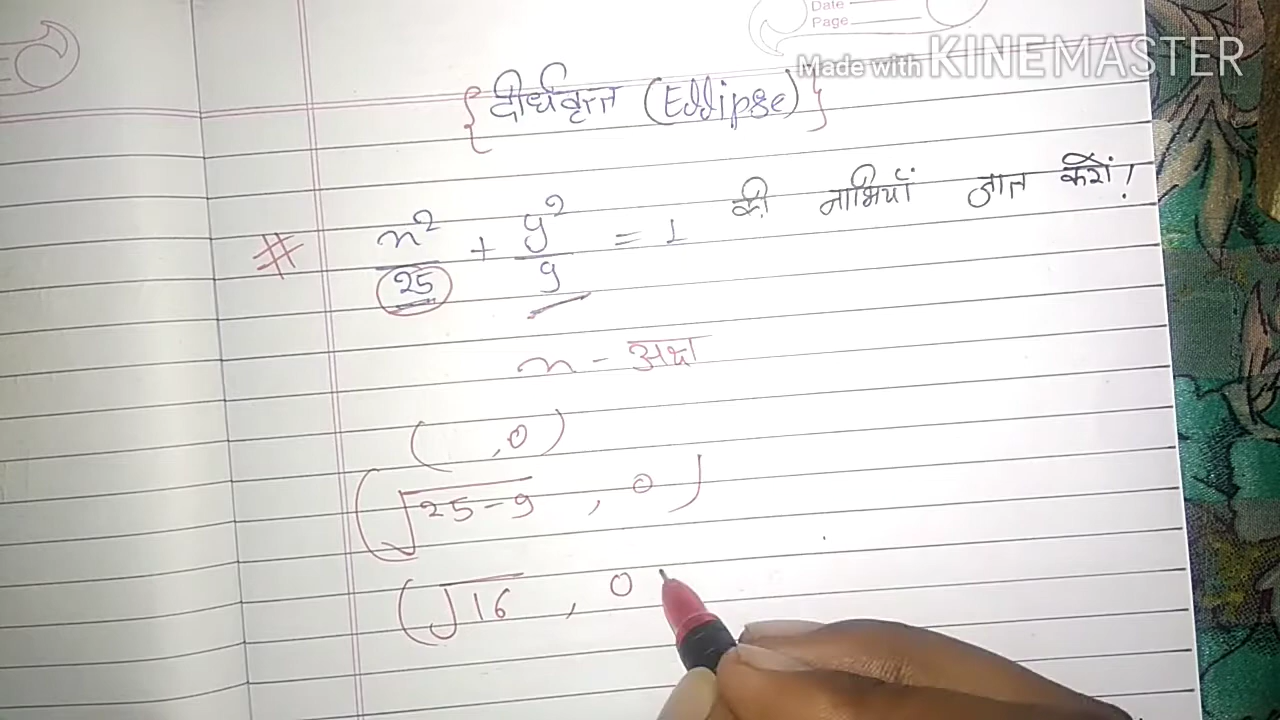 Date
Page
Made with KINEMASTER
{दीर्घवृत्त (Ellipse)}
# x²/25 + y²/9 = 1 की नाभियाँ ज्ञात करों!
x - अक्ष
( ,0)
(√25-9 , 0)
(√16 , 0